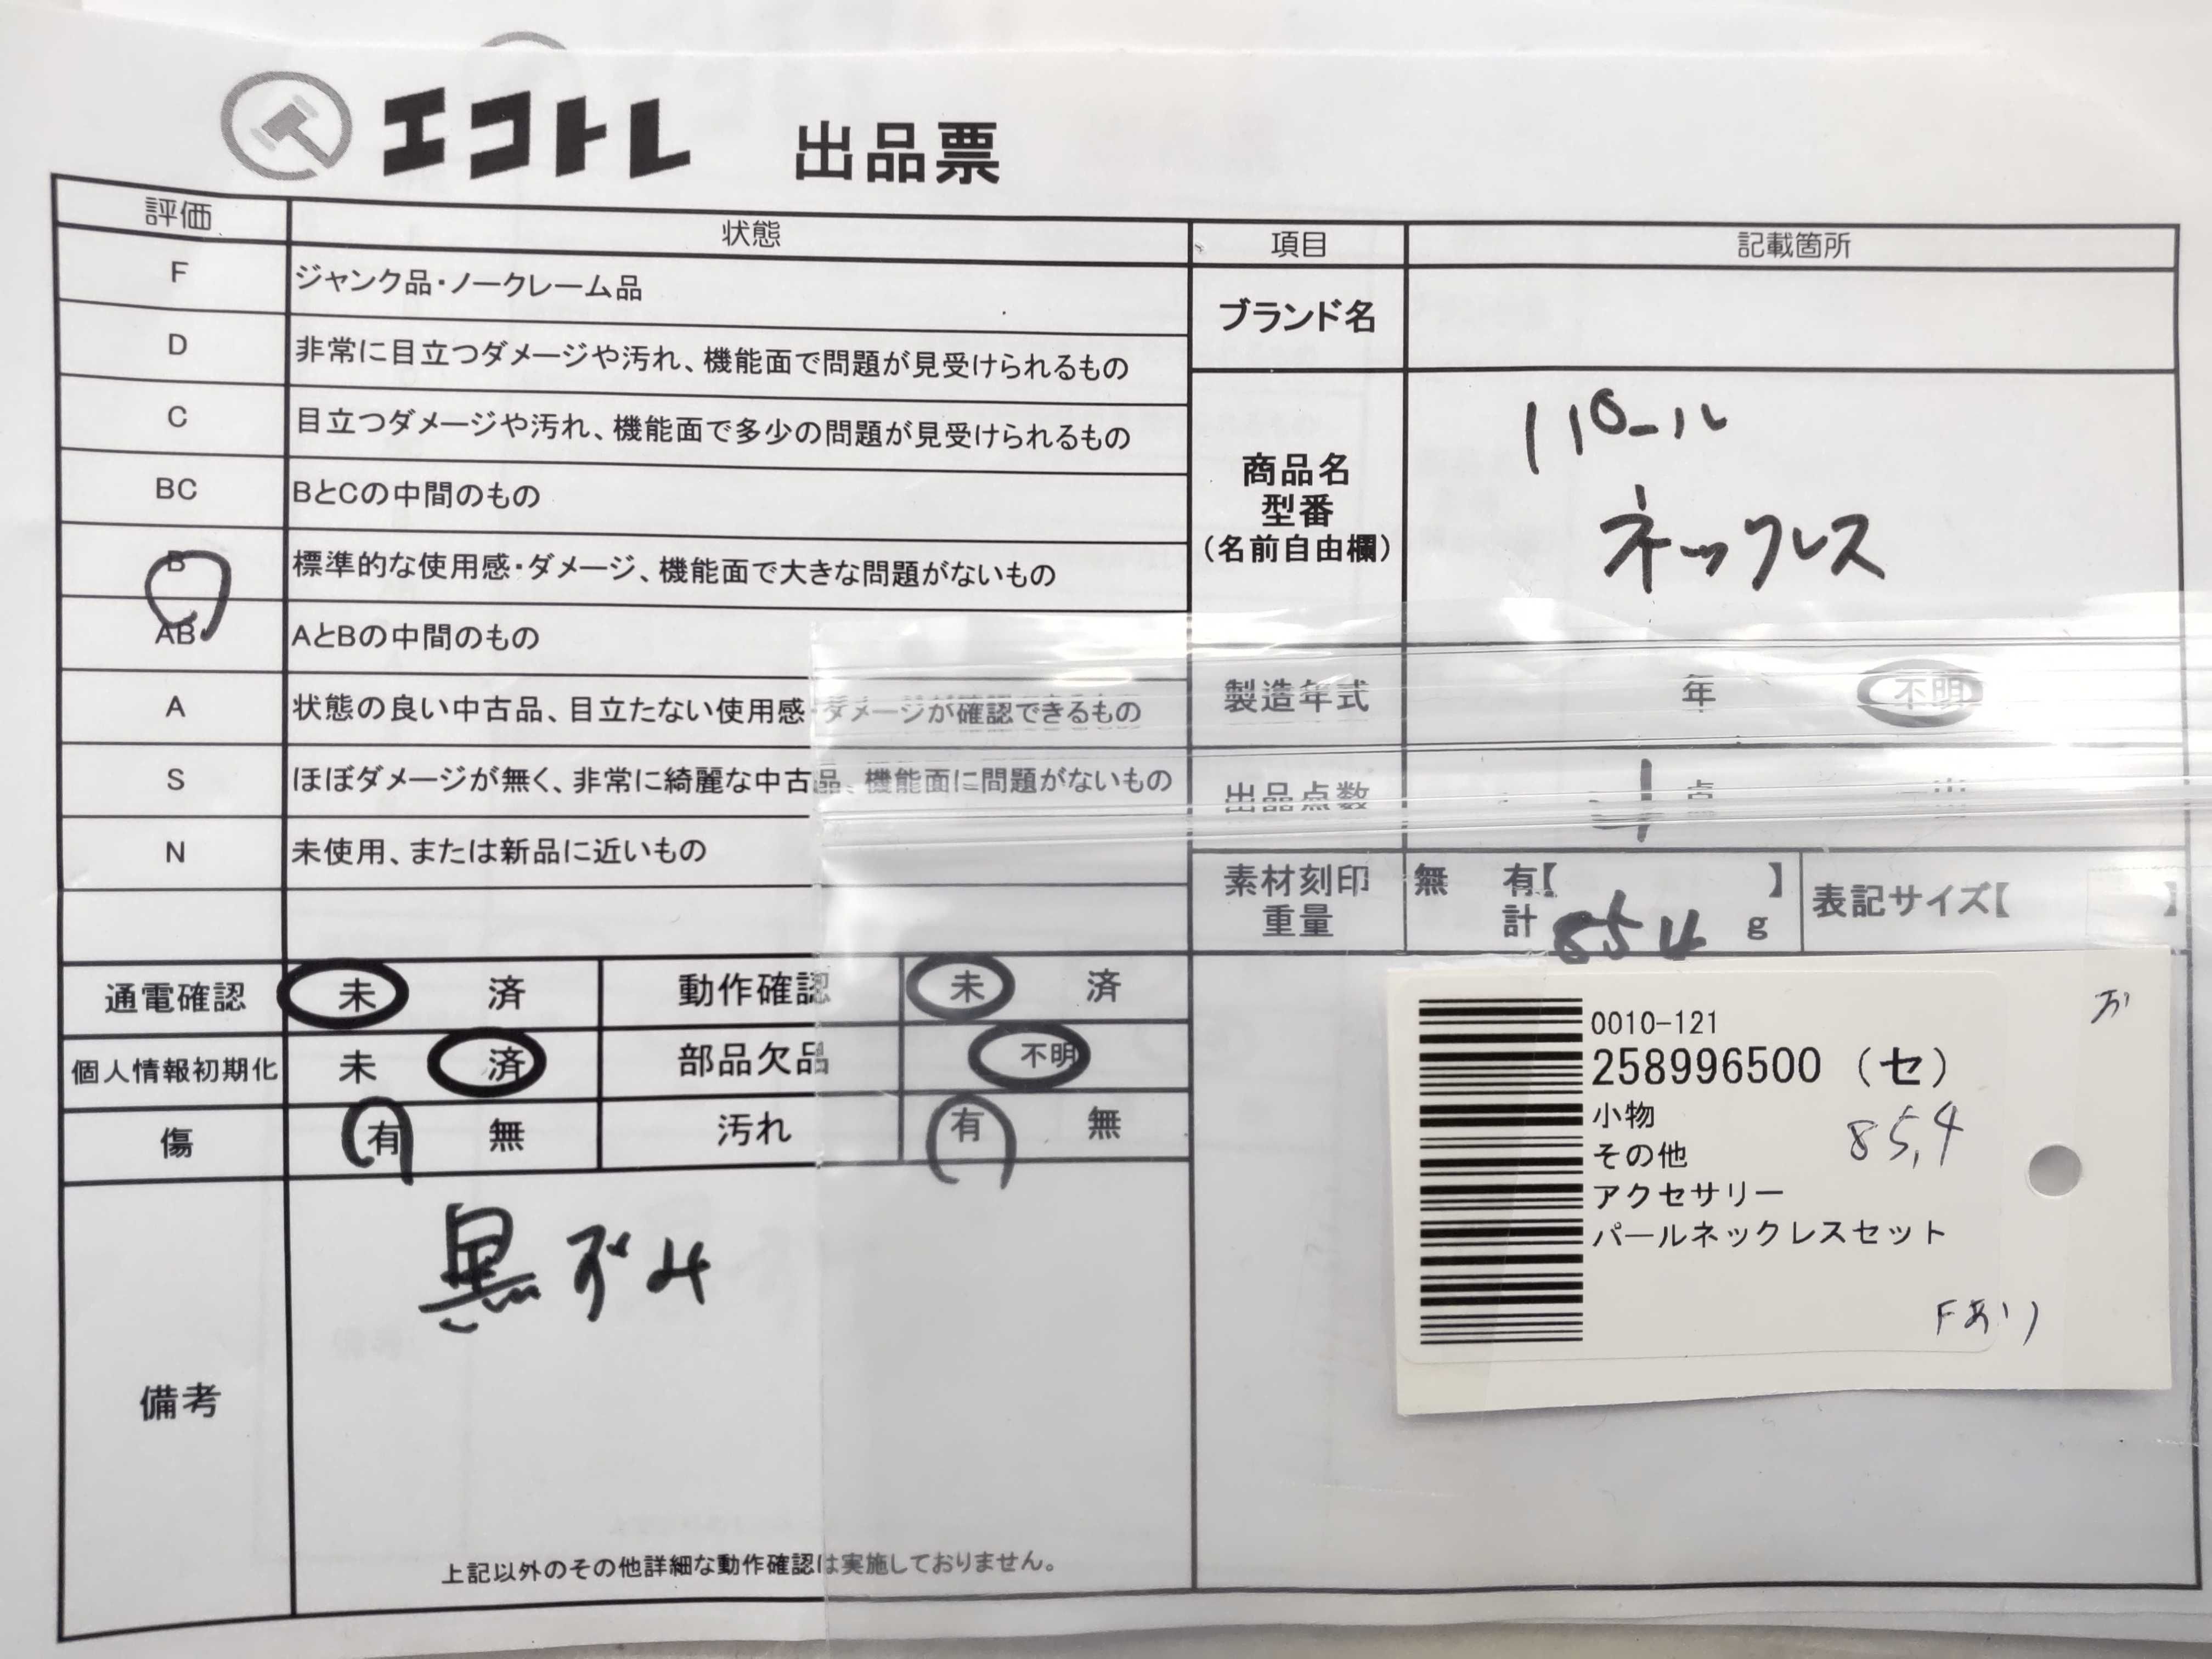 エコトレ 出品票
評価 状態
F ジャンク品・ノークレーム品
D 非常に目立つダメージや汚れ、機能面で問題が見受けられるもの
C 目立つダメージや汚れ、機能面で多少の問題が見受けられるもの
BC BとCの中間のもの
B 標準的な使用感・ダメージ、機能面で大きな問題がないもの
AB AとBの中間のもの
A 状態の良い中古品、目立たない使用感・ダメージが確認できるもの
S ほぼダメージが無く、非常に綺麗な中古品、機能面に問題がないもの
N 未使用、または新品に近いもの
通電確認 未 済 動作確認 未 済
個人情報初期化 未 済 部品欠品 不明
傷 有 無 汚れ 有 無
備考
黒ずみ
上記以外のその他詳細な動作確認は実施しておりません。
項目 記載箇所
ブランド名
商品名
型番
(名前自由欄)
パール
ネックレス
製造年式 年 不明
出品点数 1 点
素材刻印 無 有【 】
重量 計 854 g
表記サイズ【 】
0010-121
258996500 (セ)
小物
その他
85,4
アクセサリー
パールネックレスセット
Fあり